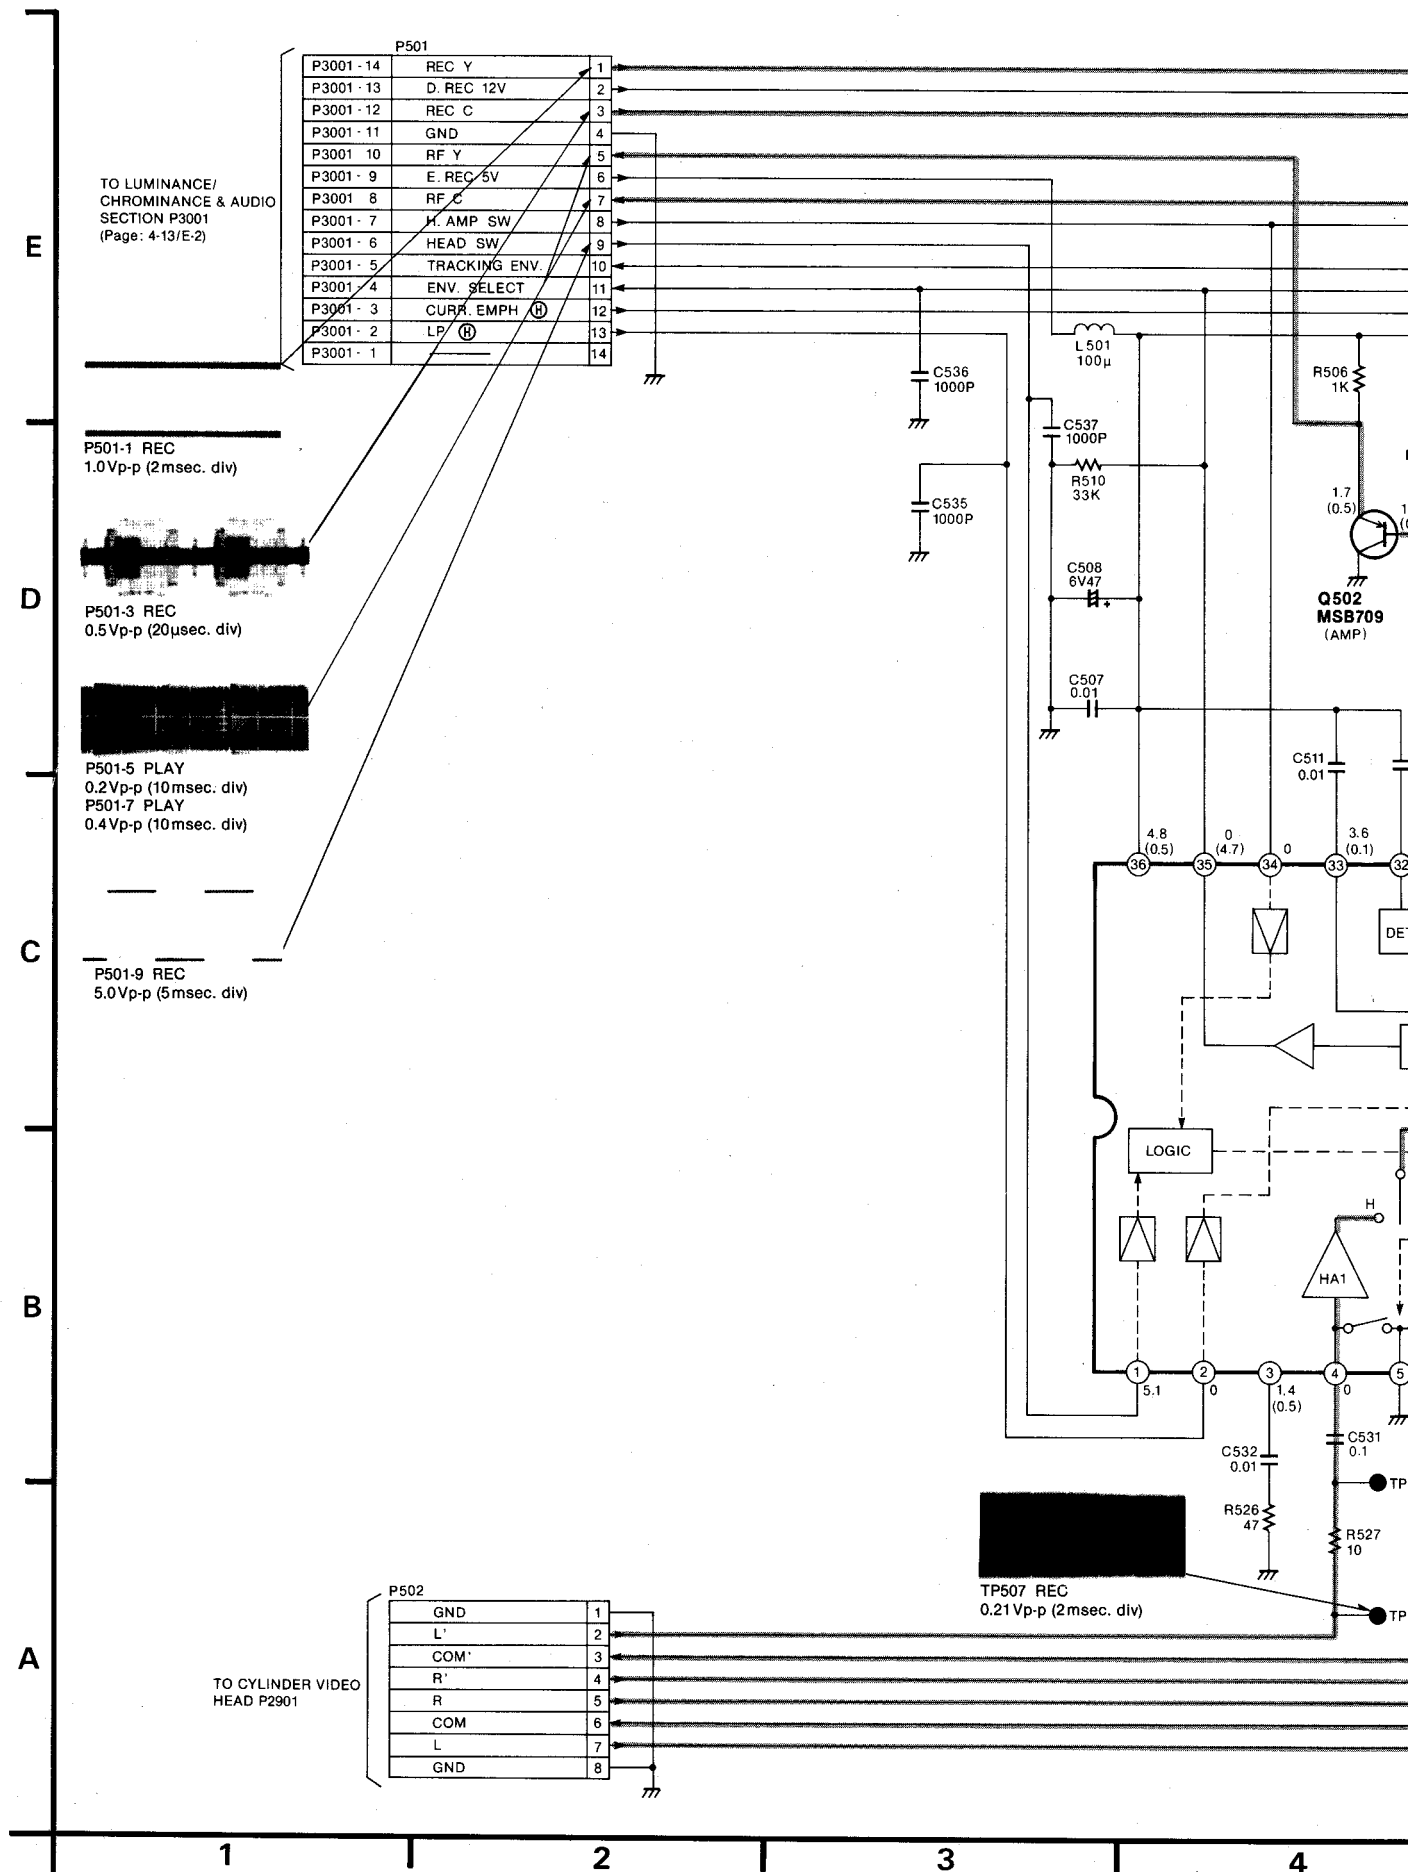 P501
P3001 - 14 REC Y 1
P3001 - 13 D. REC 12V 2
P3001 - 12 REC C 3
P3001 - 11 GND 4
P3001 10 RF Y 5
P3001 - 9 E. REC 5V 6
P3001 8 RF C 7
P3001 - 7 H. AMP SW 8
P3001 - 6 HEAD SW 9
P3001 - 5 TRACKING ENV. 10
P3001 - 4 ENV. SELECT 11
P3001 - 3 CURR. EMPH H 12
P3001 - 2 LP H 13
P3001 - 1 14
TO LUMINANCE/
CHROMINANCE & AUDIO
SECTION P3001
(Page: 4-13/E-2)
E
L501
100μ
R506
1K
C536
1000P
C537
1000P
R510
33K
C535
1000P
P501-1 REC
1.0Vp-p (2msec. div)
1.7
(0.5)
C508
6V47
+
D
P501-3 REC
0.5Vp-p (20μsec. div)
Q502
MSB709
(AMP)
C507
0.01
C511
0.01
P501-5 PLAY
0.2Vp-p (10msec. div)
P501-7 PLAY
0.4Vp-p (10msec. div)
4.8
(0.5)
0
(4.7)
0
3.6
(0.1)
36 35 34 33 32
DET
C
P501-9 REC
5.0Vp-p (5msec. div)
LOGIC
H
HA1
B
1 2 3 4 5
5.1
0
1.4
(0.5)
0
C532
0.01
C531
0.1
TP
R526
47
R527
10
TP507 REC
0.21Vp-p (2msec. div)
TP
P502
GND 1
L' 2
COM' 3
R' 4
R 5
COM 6
L 7
GND 8
TO CYLINDER VIDEO
HEAD P2901
A
1 2 3 4